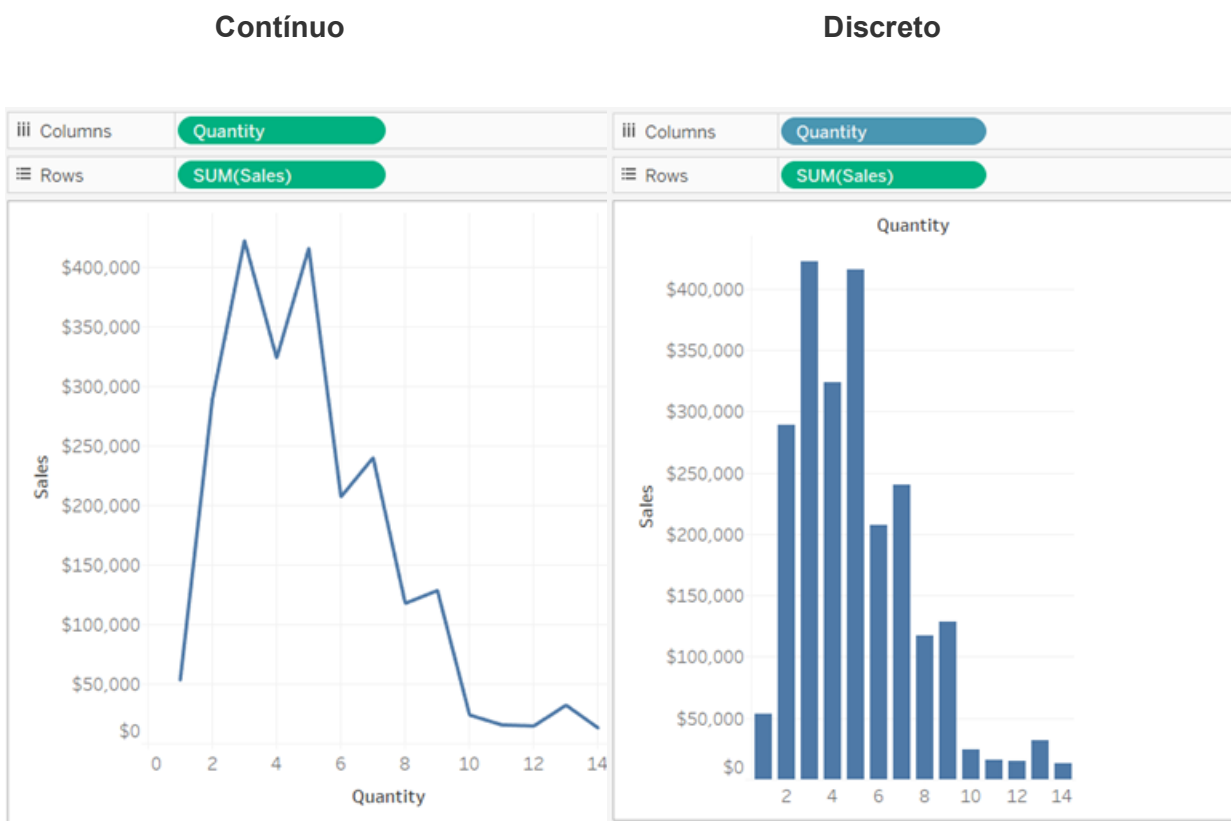 Contínuo
Discreto
Columns
Quantity
Rows
SUM(Sales)
$400,000
$350,000
$300,000
$250,000
$200,000
$150,000
$100,000
$50,000
$0
Sales
0 2 4 6 8 10 12 14
Quantity
Columns
Quantity
Rows
SUM(Sales)
Quantity
$400,000
$350,000
$300,000
$250,000
$200,000
$150,000
$100,000
$50,000
$0
Sales
2 4 6 8 10 12 14